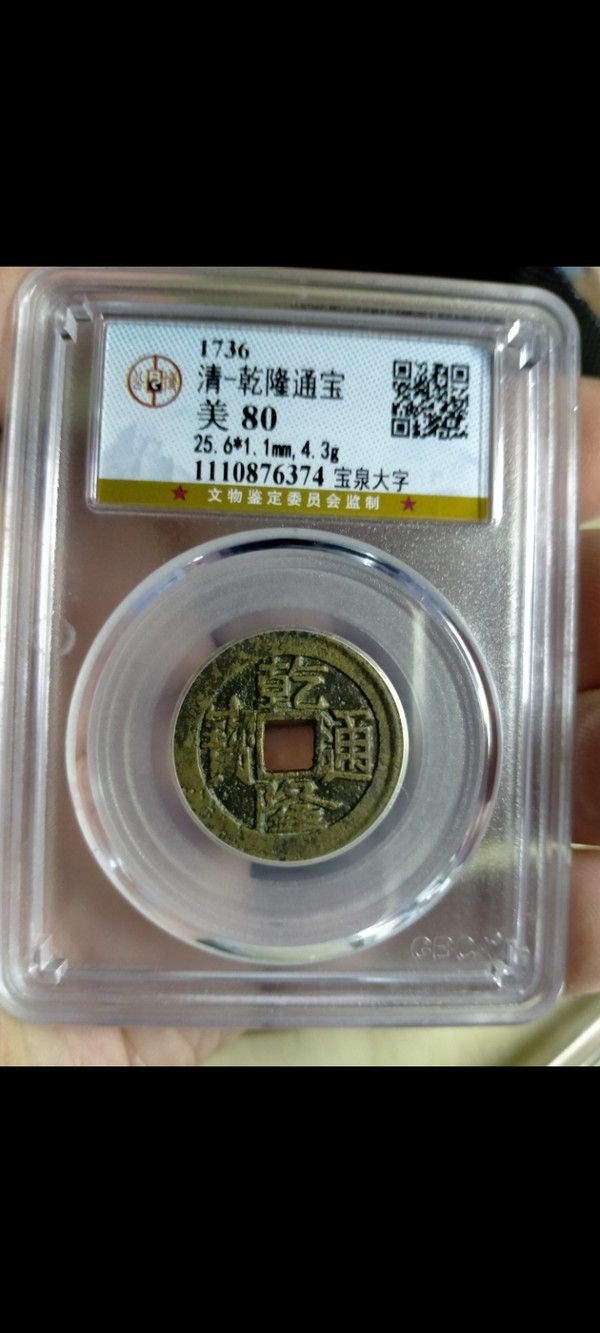 1736
清-乾隆通宝
G
美 80
25.6*1.1mm,4.3g
1110876374 宝泉大字
文物鉴定委员会监制
乾隆通寶